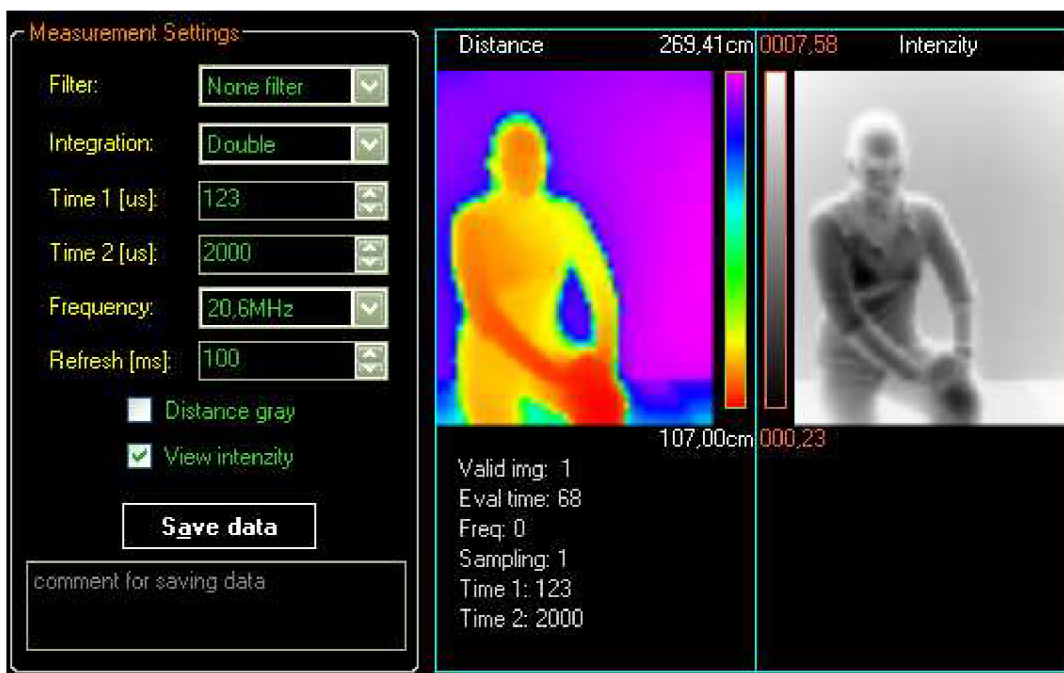 Measurement Settings
Filter: None filter
Integration: Double
Time 1 [us]: 123
Time 2 [us]: 2000
Frequency: 20,6MHz
Refresh [ms]: 100
Distance gray
View intenzity
Save data
comment for saving data
Distance 269,41cm
0007,58 Intenzity
107,00cm
000,23
Valid img: 1
Eval time: 68
Freq: 0
Sampling: 1
Time 1: 123
Time 2: 2000